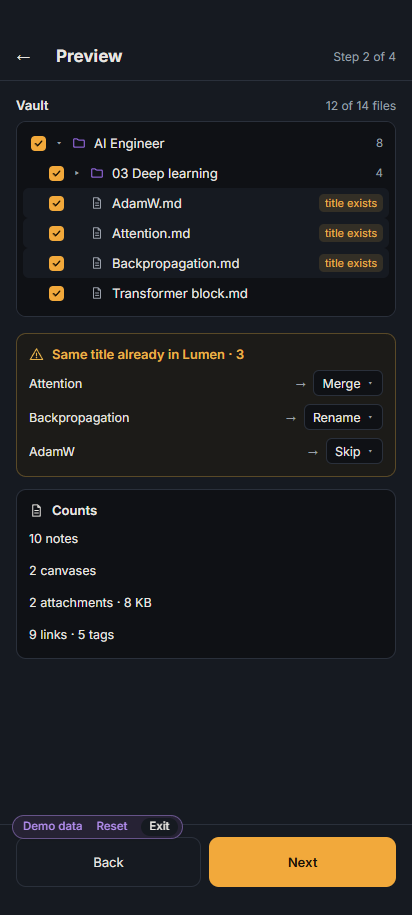 ← Preview Step 2 of 4
Vault 12 of 14 files
AI Engineer 8
03 Deep learning 4
AdamW.md title exists
Attention.md title exists
Backpropagation.md title exists
Transformer block.md
Same title already in Lumen · 3
Attention → Merge
Backpropagation → Rename
AdamW → Skip
Counts
10 notes
2 canvases
2 attachments · 8 KB
9 links · 5 tags
Demo data Reset Exit
Back Next